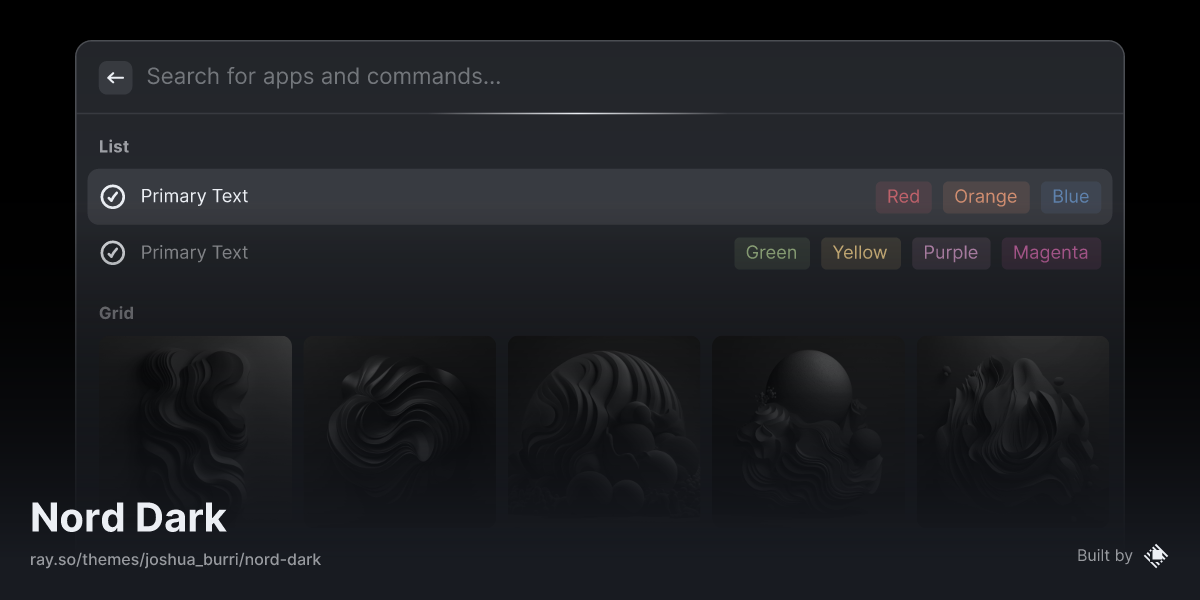 Search for apps and commands...
List
Primary Text Red Orange Blue
Primary Text Green Yellow Purple Magenta
Grid
Nord Dark
ray.so/themes/joshua_burri/nord-dark
Built by